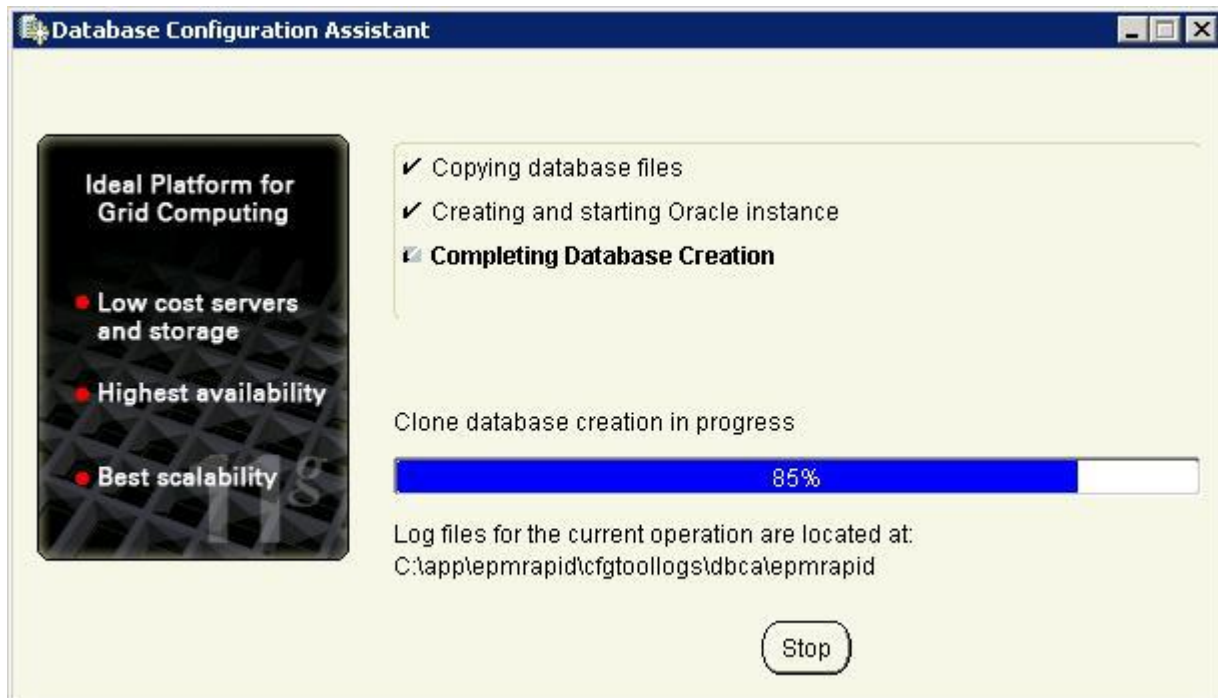 Database Configuration Assistant
Ideal Platform for
Grid Computing
Low cost servers
and storage
Highest availability
Best scalability
11g
✔ Copying database files
✔ Creating and starting Oracle instance
Completing Database Creation
Clone database creation in progress
85%
Log files for the current operation are located at:
C:\app\epmrapid\cfgtoollogs\dbca\epmrapid
Stop